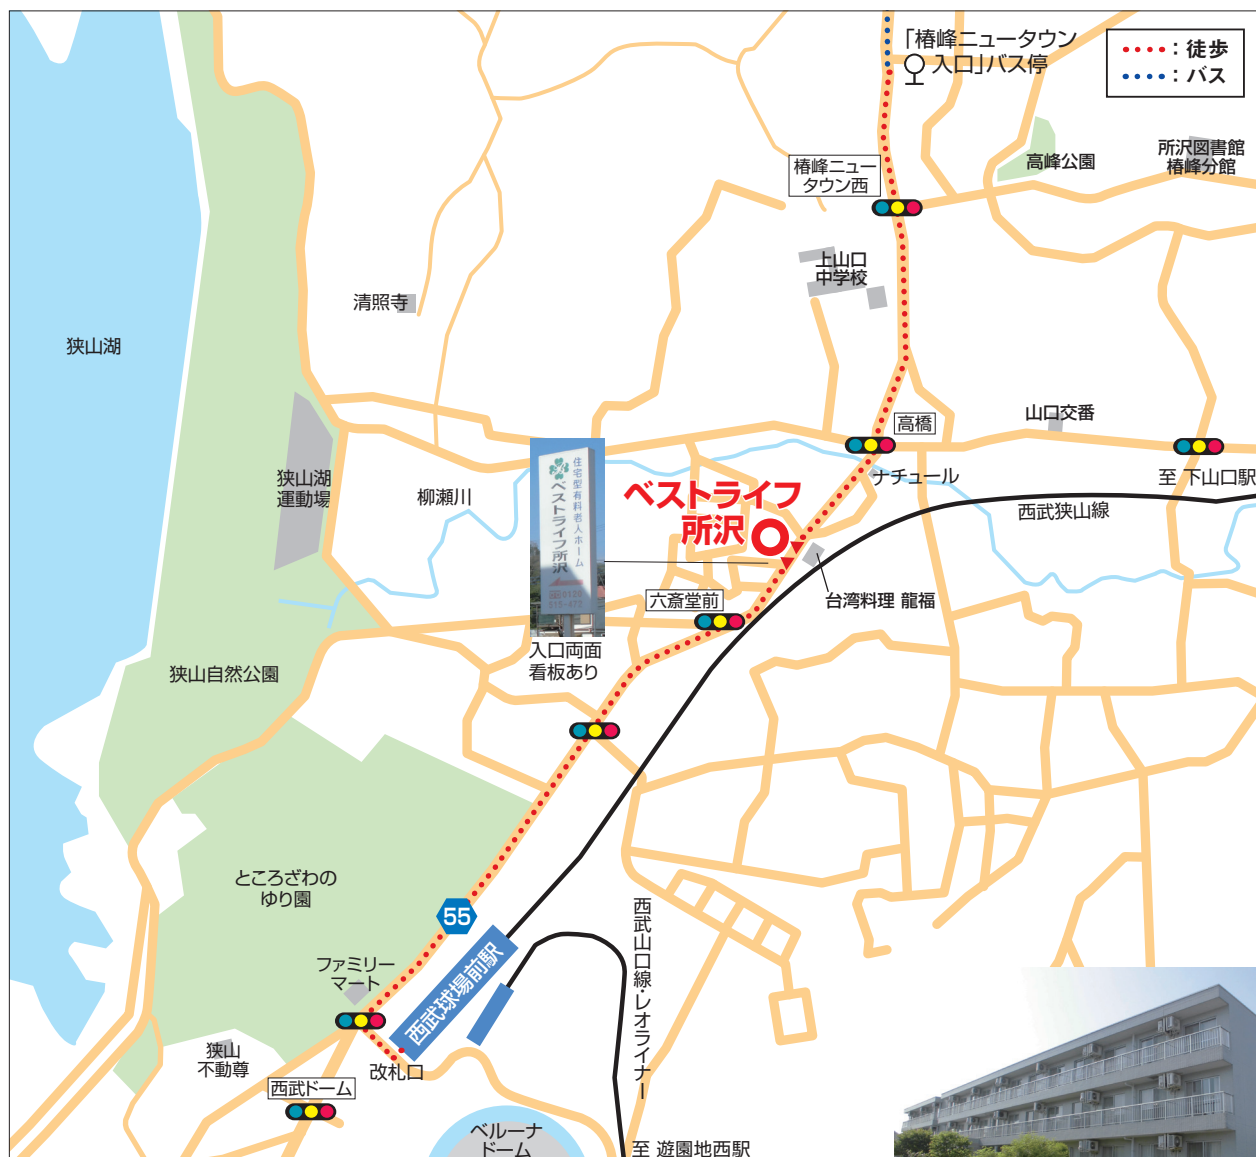 「椿峰ニュータウン
入口」バス停
：徒歩
：バス
椿峰ニュー
タウン西
高峰公園
所沢図書館
椿峰分館
上山口
中学校
清照寺
狭山湖
山口交番
高橋
狭山湖
運動場
柳瀬川
ナチュール
至 下山口駅
西武狭山線
ベストライフ
所沢
住宅型有料老人ホーム
ベストライフ所沢
六斎堂前
台湾料理 龍福
入口両面
看板あり
狭山自然公園
ところざわの
ゆり園
55
西武球場前駅
西武山口線・レオライナー
ファミリー
マート
狭山
不動尊
改札口
西武ドーム
ベルーナ
ドーム
至 遊園地西駅